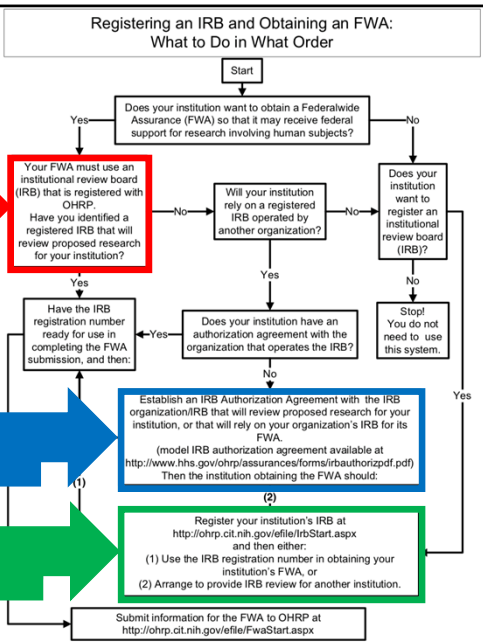 Registering an IRB and Obtaining an FWA:
What to Do in What Order
Start
Does your institution want to obtain a Federalwide
Assurance (FWA) so that it may receive federal
support for research involving human subjects?
Yes
No
Your FWA must use an
institutional review board
(IRB) that is registered with
OHRP.
Have you identified a
registered IRB that will
review proposed research
for your institution?
No
Will your institution
rely on a registered
IRB operated by
another organization?
No
Does your
institution
want to
register an
institutional
review board
(IRB)?
Yes
Yes
No
Have the IRB
registration number
ready for use in
completing the FWA
submission, and then:
Yes
Does your institution have an
authorization agreement with the
organization that operates the IRB?
Stop!
You do not
need to use
this system.
No
Yes
Establish an IRB Authorization Agreement with the IRB
organization/IRB that will review proposed research for your
institution, or that will rely on your organization's IRB for its
FWA.
(model IRB authorization agreement available at
http://www.hhs.gov/ohrp/assurances/forms/irbauthorizpdf.pdf)
Then the institution obtaining the FWA should:
(1)
(2)
Register your institution's IRB at
http://ohrp.cit.nih.gov/efile/IrbStart.aspx
and then either:
(1) Use the IRB registration number in obtaining your
institution's FWA, or
(2) Arrange to provide IRB review for another institution.
Submit information for the FWA to OHRP at
http://ohrp.cit.nih.gov/efile/FwaStart.aspx